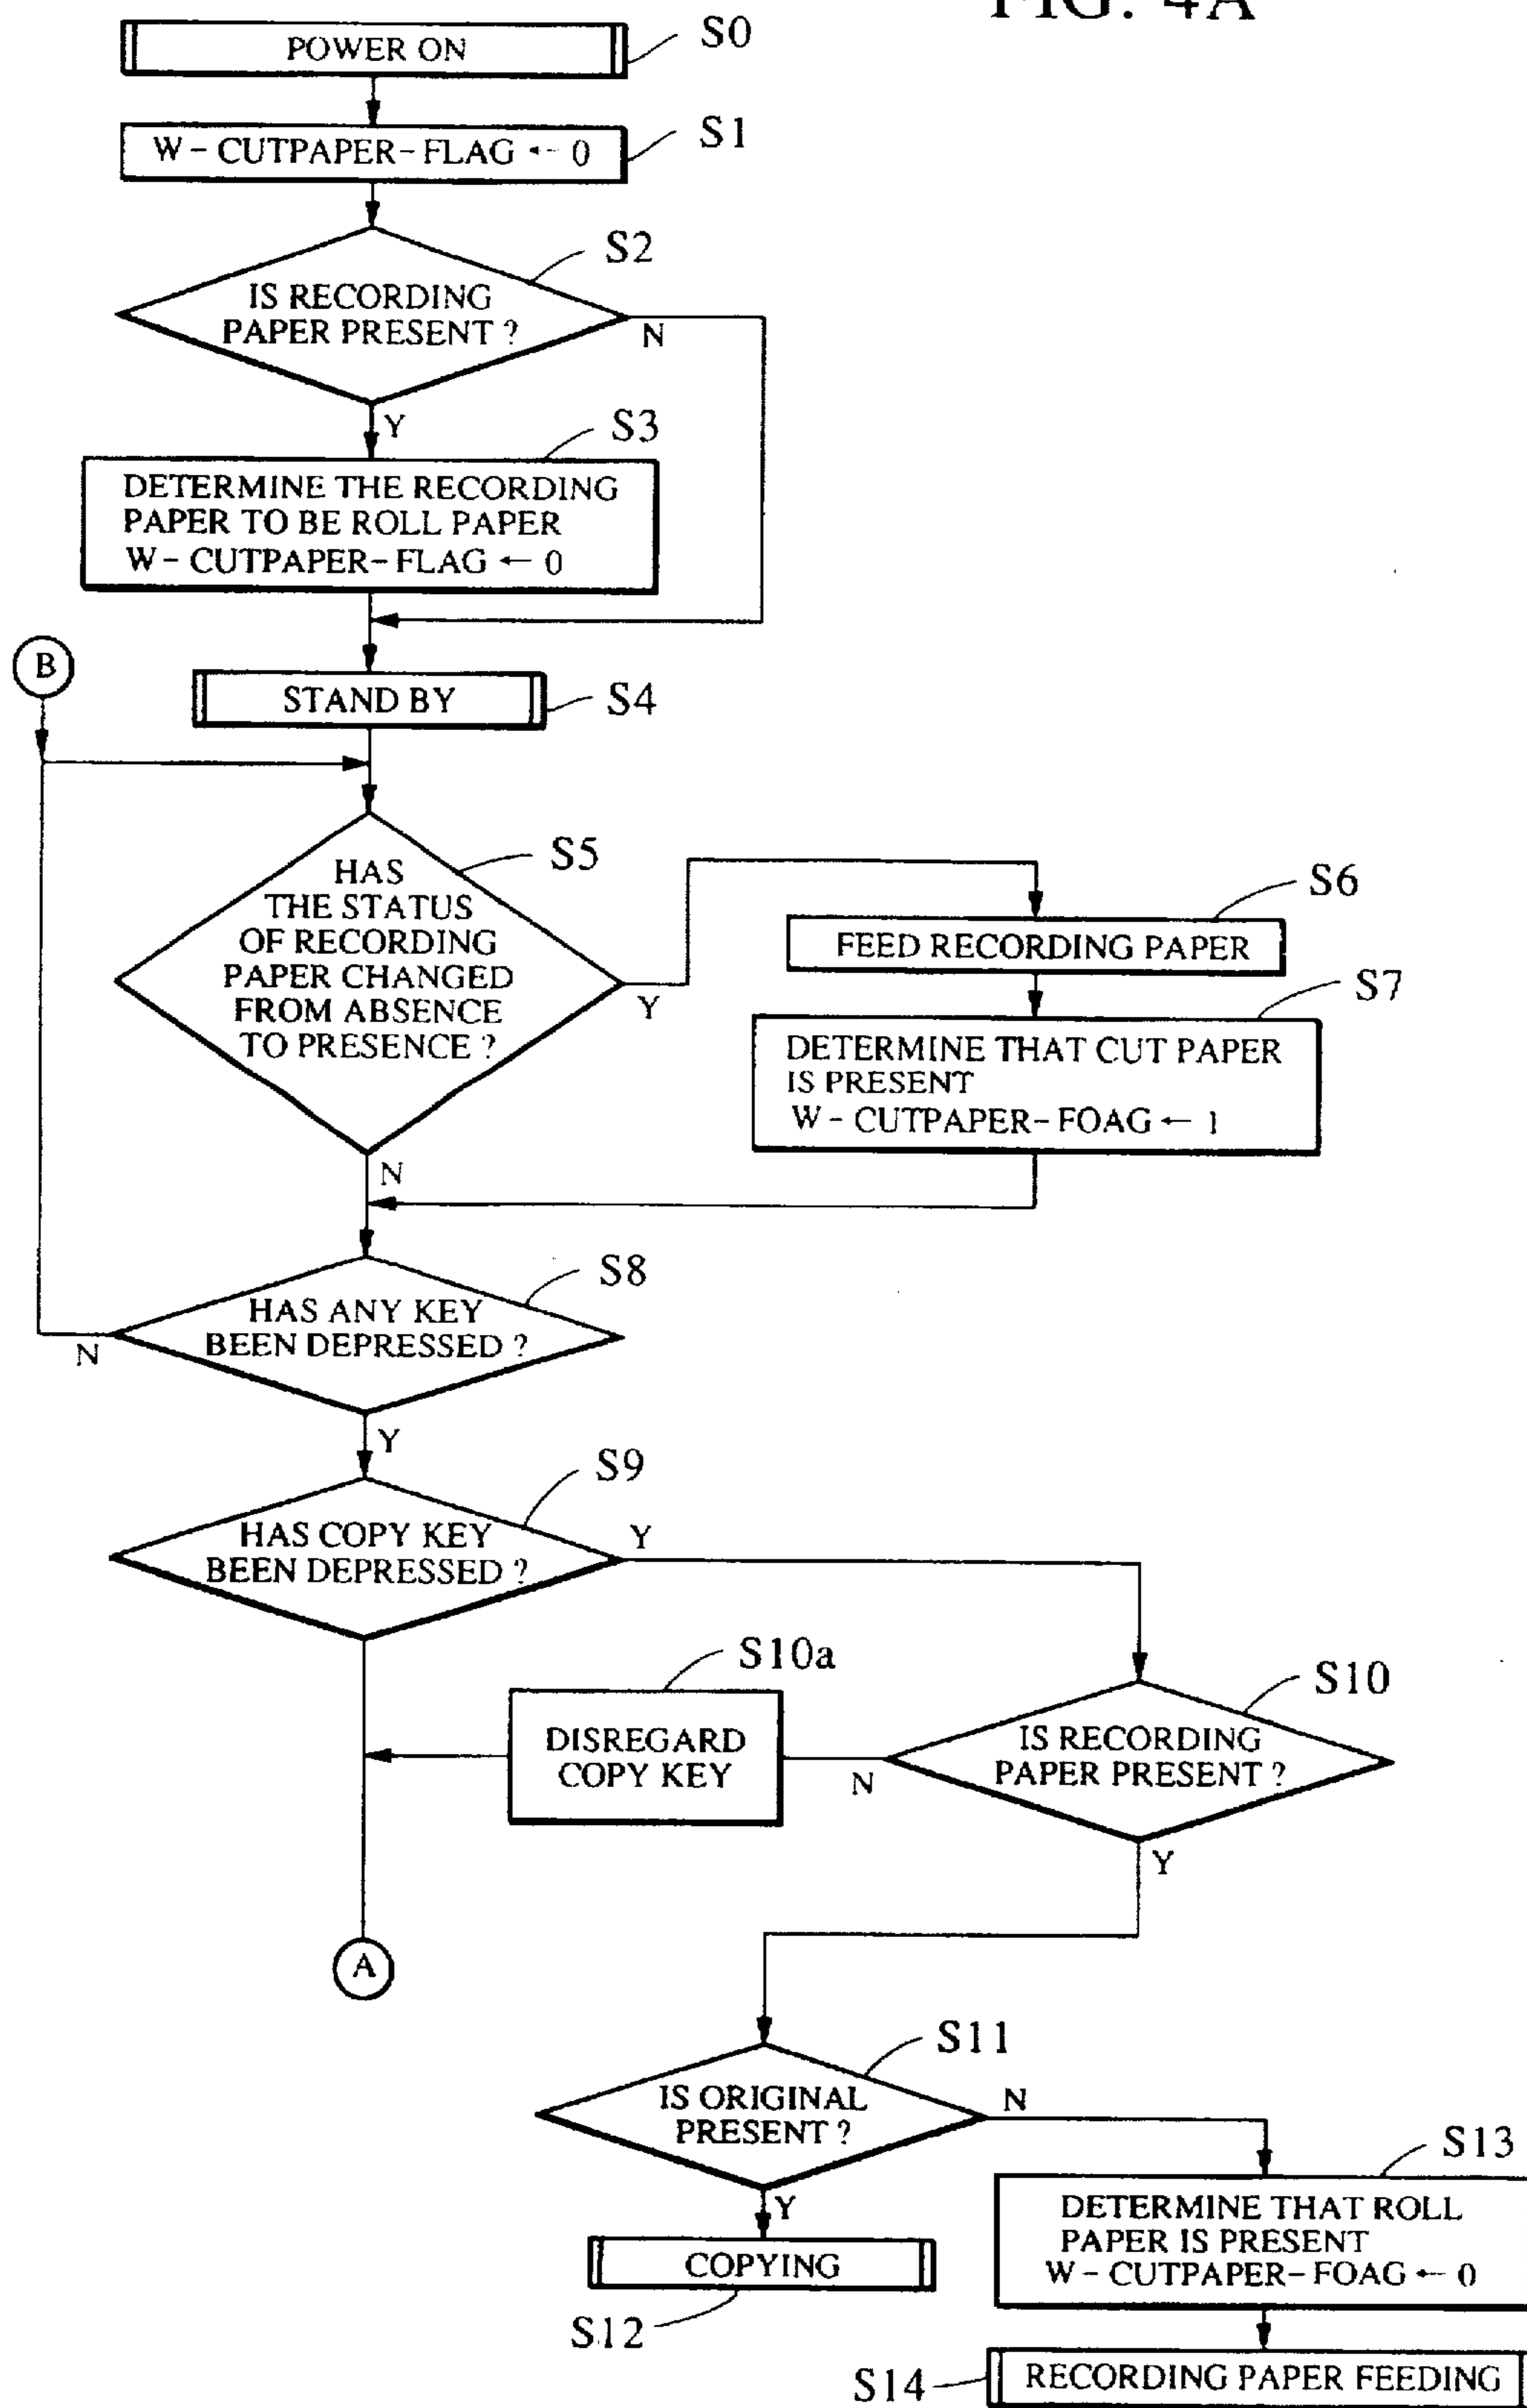 FIG. 4A
POWER ON
S0
W-CUTPAPER-FLAG ← 0
S1
S2
IS RECORDING
PAPER PRESENT ?
N
Y
S3
DETERMINE THE RECORDING
PAPER TO BE ROLL PAPER
W-CUTPAPER-FLAG ← 0
B
STAND BY
S4
S5
HAS
THE STATUS
OF RECORDING
PAPER CHANGED
FROM ABSENCE
TO PRESENCE ?
Y
N
S6
FEED RECORDING PAPER
S7
DETERMINE THAT CUT PAPER
IS PRESENT
W-CUTPAPER-FOAG ← 1
S8
HAS ANY KEY
BEEN DEPRESSED ?
N
Y
S9
HAS COPY KEY
BEEN DEPRESSED ?
Y
S10a
DISREGARD
COPY KEY
S10
IS RECORDING
PAPER PRESENT ?
N
Y
A
S11
IS ORIGINAL
PRESENT ?
N
Y
COPYING
S12
S13
DETERMINE THAT ROLL
PAPER IS PRESENT
W-CUTPAPER-FOAG ← 0
S14
RECORDING PAPER FEEDING